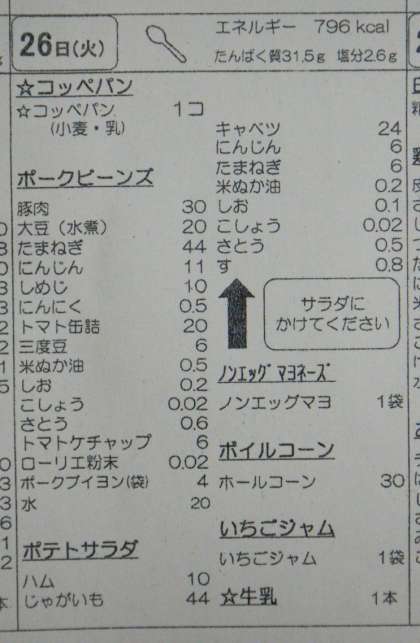 26日(火)
エネルギー 796 kcal
たんぱく質31.5g 塩分2.6g
☆コッペパン
☆コッペパン 1コ
(小麦・乳)
ポークビーンズ
豚肉 30
大豆(水煮) 20
たまねぎ 44
にんじん 11
しめじ 10
にんにく 0.5
トマト缶詰 20
三度豆 6
米ぬか油 0.5
しお 0.2
こしょう 0.02
さとう 0.6
トマトケチャップ 6
ローリエ粉末 0.02
ポークブイヨン(袋) 4
水 20
ポテトサラダ
ハム 10
じゃがいも 44
キャベツ 24
にんじん 6
たまねぎ 6
米ぬか油 0.2
しお 0.1
こしょう 0.02
さとう 0.5
す 0.8
サラダに
かけてください
ノンエッグマヨネーズ
ノンエッグマヨ 1袋
ボイルコーン
ホールコーン 30
いちごジャム
いちごジャム 1袋
☆牛乳 1本